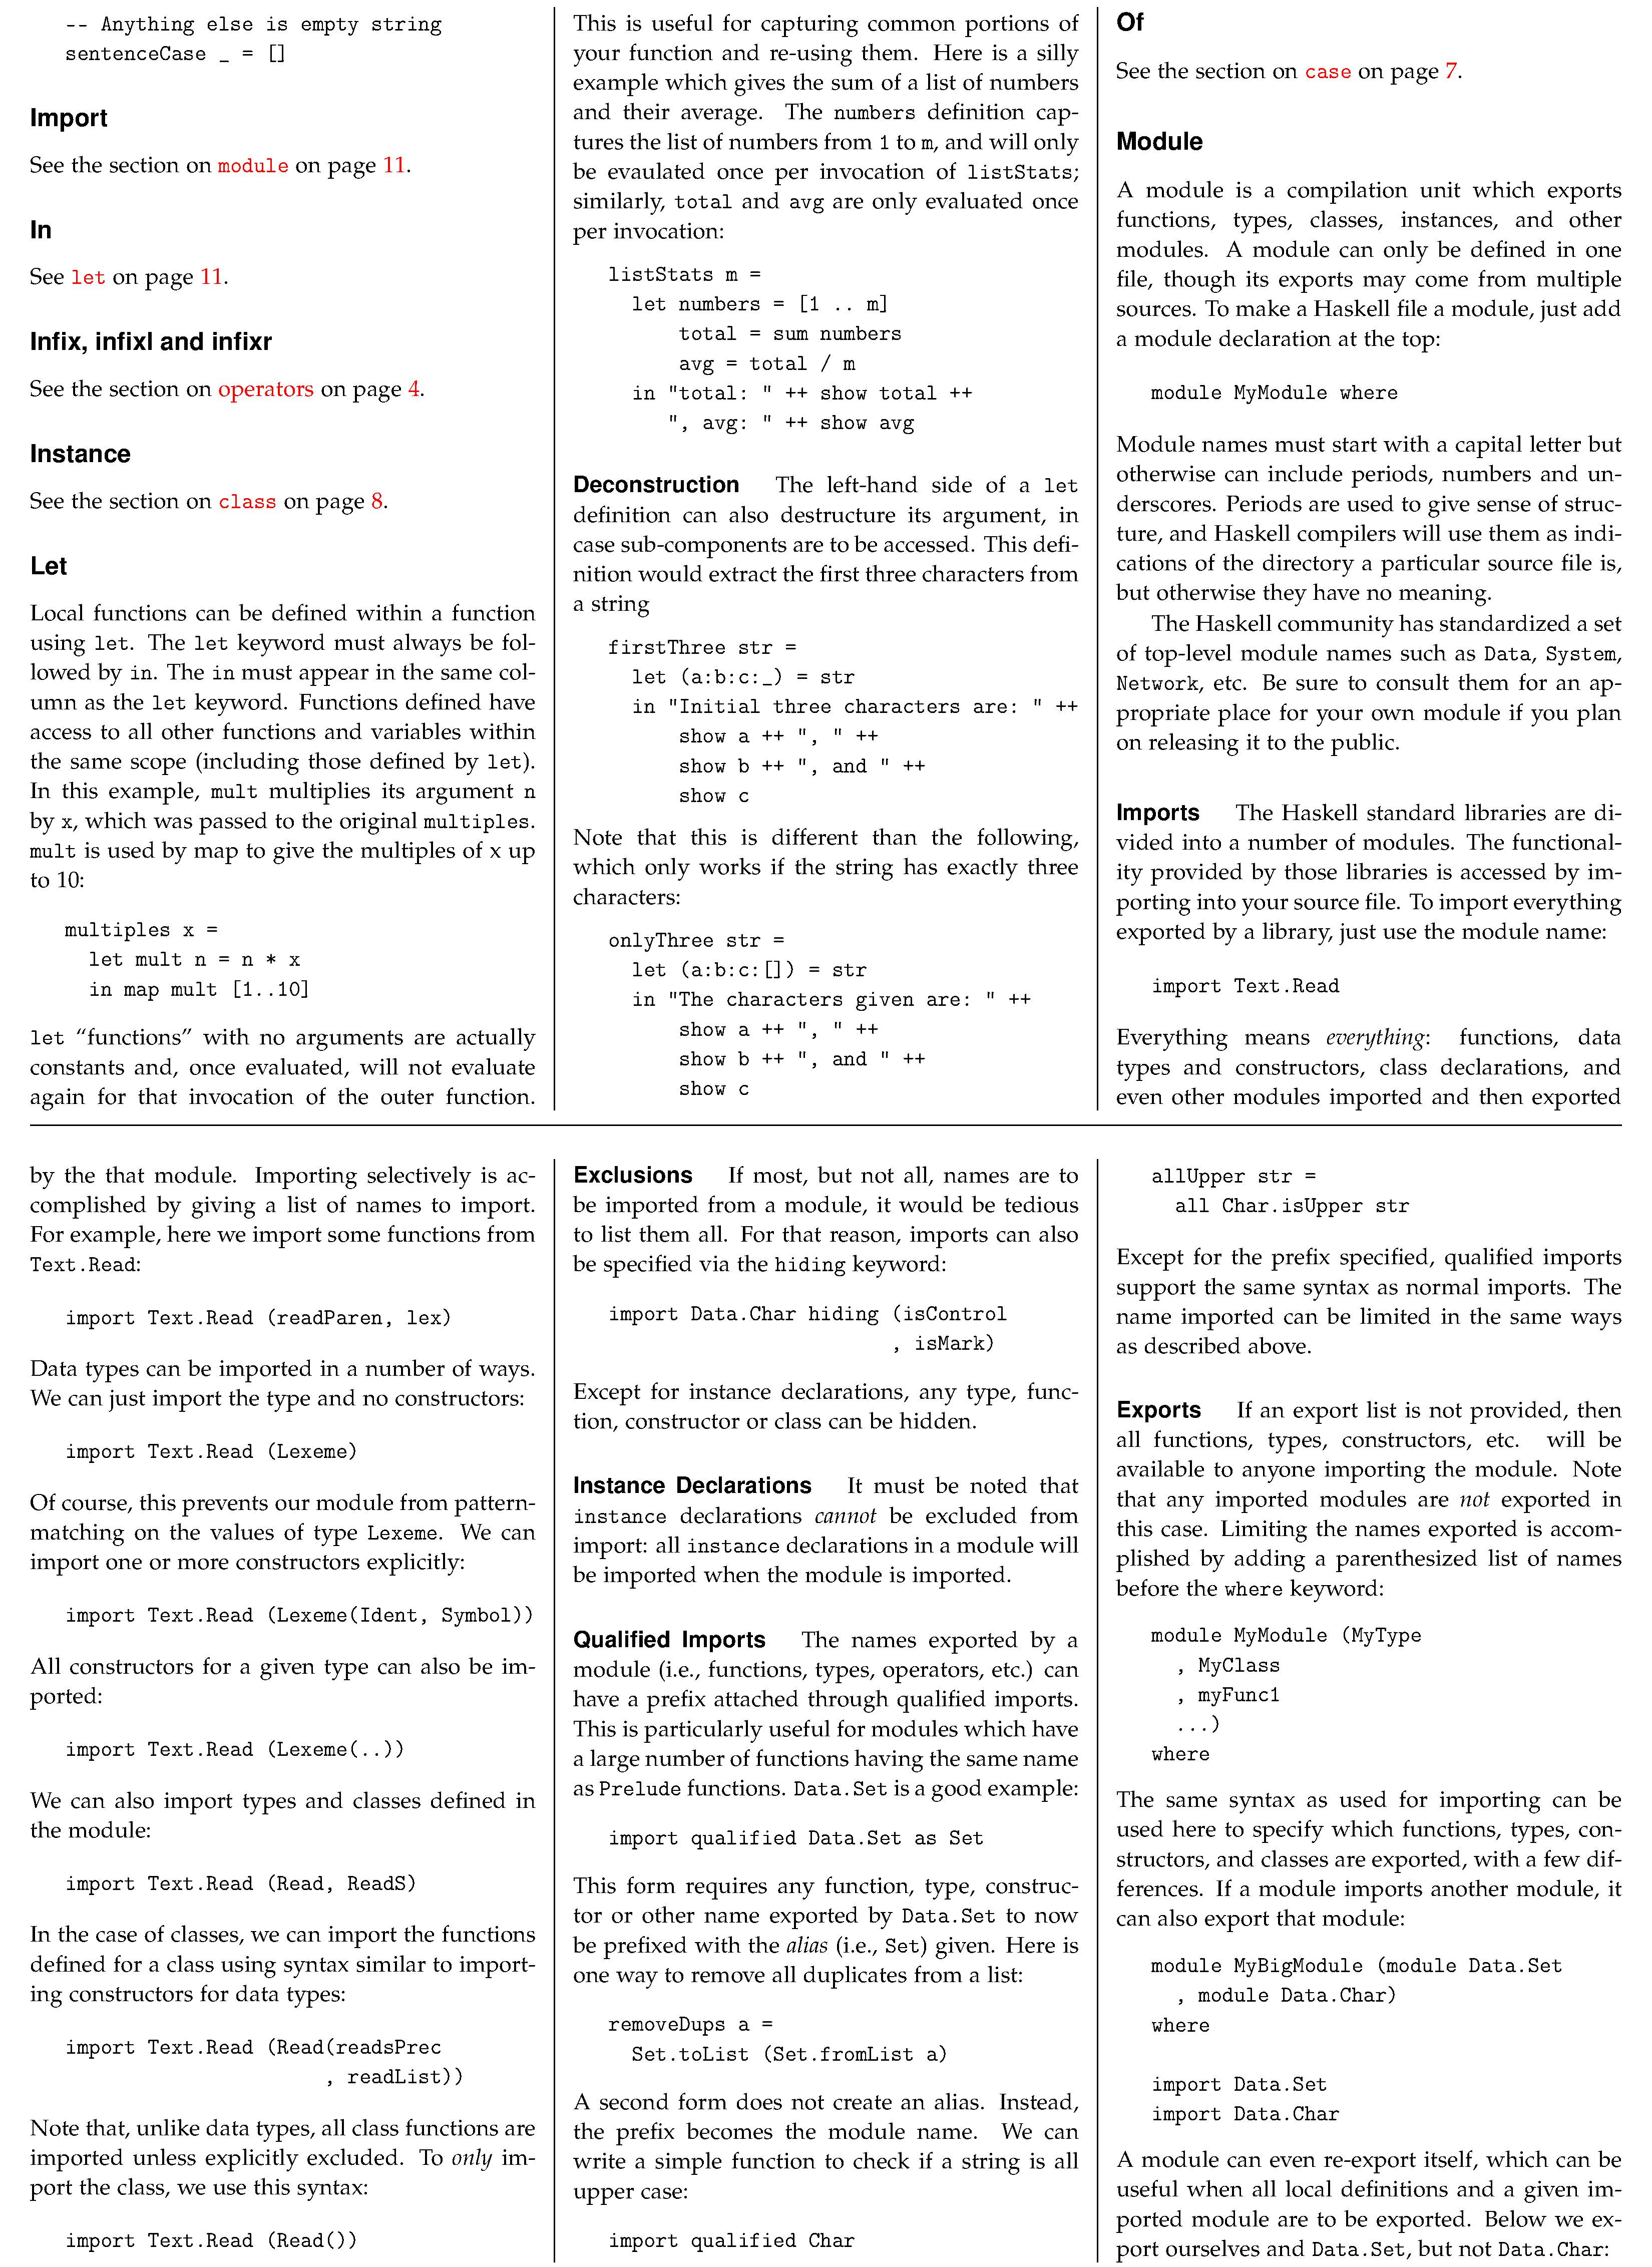 -- Anything else is empty string
sentenceCase _ = []
Import
See the section on module on page 11.
In
See let on page 11.
Infix, infixl and infixr
See the section on operators on page 4.
Instance
See the section on class on page 8.
Let
Local functions can be defined within a function
using let. The let keyword must always be fol-
lowed by in. The in must appear in the same col-
umn as the let keyword. Functions defined have
access to all other functions and variables within
the same scope (including those defined by let).
In this example, mult multiplies its argument n
by x, which was passed to the original multiples.
mult is used by map to give the multiples of x up
to 10:
multiples x =
  let mult n = n * x
  in map mult [1..10]
let “functions” with no arguments are actually
constants and, once evaluated, will not evaluate
again for that invocation of the outer function.
This is useful for capturing common portions of
your function and re-using them. Here is a silly
example which gives the sum of a list of numbers
and their average. The numbers definition cap-
tures the list of numbers from 1 to m, and will only
be evaulated once per invocation of listStats;
similarly, total and avg are only evaluated once
per invocation:
listStats m =
  let numbers = [1 .. m]
      total = sum numbers
      avg = total / m
  in "total: " ++ show total ++
     ", avg: " ++ show avg
Deconstruction The left-hand side of a let
definition can also destructure its argument, in
case sub-components are to be accessed. This defi-
nition would extract the first three characters from
a string
firstThree str =
  let (a:b:c:_) = str
  in "Initial three characters are: " ++
      show a ++ ", " ++
      show b ++ ", and " ++
      show c
Note that this is different than the following,
which only works if the string has exactly three
characters:
onlyThree str =
  let (a:b:c:[]) = str
  in "The characters given are: " ++
      show a ++ ", " ++
      show b ++ ", and " ++
      show c
Of
See the section on case on page 7.
Module
A module is a compilation unit which exports
functions, types, classes, instances, and other
modules. A module can only be defined in one
file, though its exports may come from multiple
sources. To make a Haskell file a module, just add
a module declaration at the top:
module MyModule where
Module names must start with a capital letter but
otherwise can include periods, numbers and un-
derscores. Periods are used to give sense of struc-
ture, and Haskell compilers will use them as indi-
cations of the directory a particular source file is,
but otherwise they have no meaning.
The Haskell community has standardized a set
of top-level module names such as Data, System,
Network, etc. Be sure to consult them for an ap-
propriate place for your own module if you plan
on releasing it to the public.
Imports The Haskell standard libraries are di-
vided into a number of modules. The functional-
ity provided by those libraries is accessed by im-
porting into your source file. To import everything
exported by a library, just use the module name:
import Text.Read
Everything means everything: functions, data
types and constructors, class declarations, and
even other modules imported and then exported
by the that module. Importing selectively is ac-
complished by giving a list of names to import.
For example, here we import some functions from
Text.Read:
import Text.Read (readParen, lex)
Data types can be imported in a number of ways.
We can just import the type and no constructors:
import Text.Read (Lexeme)
Of course, this prevents our module from pattern-
matching on the values of type Lexeme. We can
import one or more constructors explicitly:
import Text.Read (Lexeme(Ident, Symbol))
All constructors for a given type can also be im-
ported:
import Text.Read (Lexeme(..))
We can also import types and classes defined in
the module:
import Text.Read (Read, ReadS)
In the case of classes, we can import the functions
defined for a class using syntax similar to import-
ing constructors for data types:
import Text.Read (Read(readsPrec
                      , readList))
Note that, unlike data types, all class functions are
imported unless explicitly excluded. To only im-
port the class, we use this syntax:
import Text.Read (Read())
Exclusions If most, but not all, names are to
be imported from a module, it would be tedious
to list them all. For that reason, imports can also
be specified via the hiding keyword:
import Data.Char hiding (isControl
                        , isMark)
Except for instance declarations, any type, func-
tion, constructor or class can be hidden.
Instance Declarations It must be noted that
instance declarations cannot be excluded from
import: all instance declarations in a module will
be imported when the module is imported.
Qualified Imports The names exported by a
module (i.e., functions, types, operators, etc.) can
have a prefix attached through qualified imports.
This is particularly useful for modules which have
a large number of functions having the same name
as Prelude functions. Data.Set is a good example:
import qualified Data.Set as Set
This form requires any function, type, construc-
tor or other name exported by Data.Set to now
be prefixed with the alias (i.e., Set) given. Here is
one way to remove all duplicates from a list:
removeDups a =
  Set.toList (Set.fromList a)
A second form does not create an alias. Instead,
the prefix becomes the module name. We can
write a simple function to check if a string is all
upper case:
import qualified Char
allUpper str =
  all Char.isUpper str
Except for the prefix specified, qualified imports
support the same syntax as normal imports. The
name imported can be limited in the same ways
as described above.
Exports If an export list is not provided, then
all functions, types, constructors, etc. will be
available to anyone importing the module. Note
that any imported modules are not exported in
this case. Limiting the names exported is accom-
plished by adding a parenthesized list of names
before the where keyword:
module MyModule (MyType
  , MyClass
  , myFunc1
  ...)
where
The same syntax as used for importing can be
used here to specify which functions, types, con-
structors, and classes are exported, with a few dif-
ferences. If a module imports another module, it
can also export that module:
module MyBigModule (module Data.Set
  , module Data.Char)
where
import Data.Set
import Data.Char
A module can even re-export itself, which can be
useful when all local definitions and a given im-
ported module are to be exported. Below we ex-
port ourselves and Data.Set, but not Data.Char: